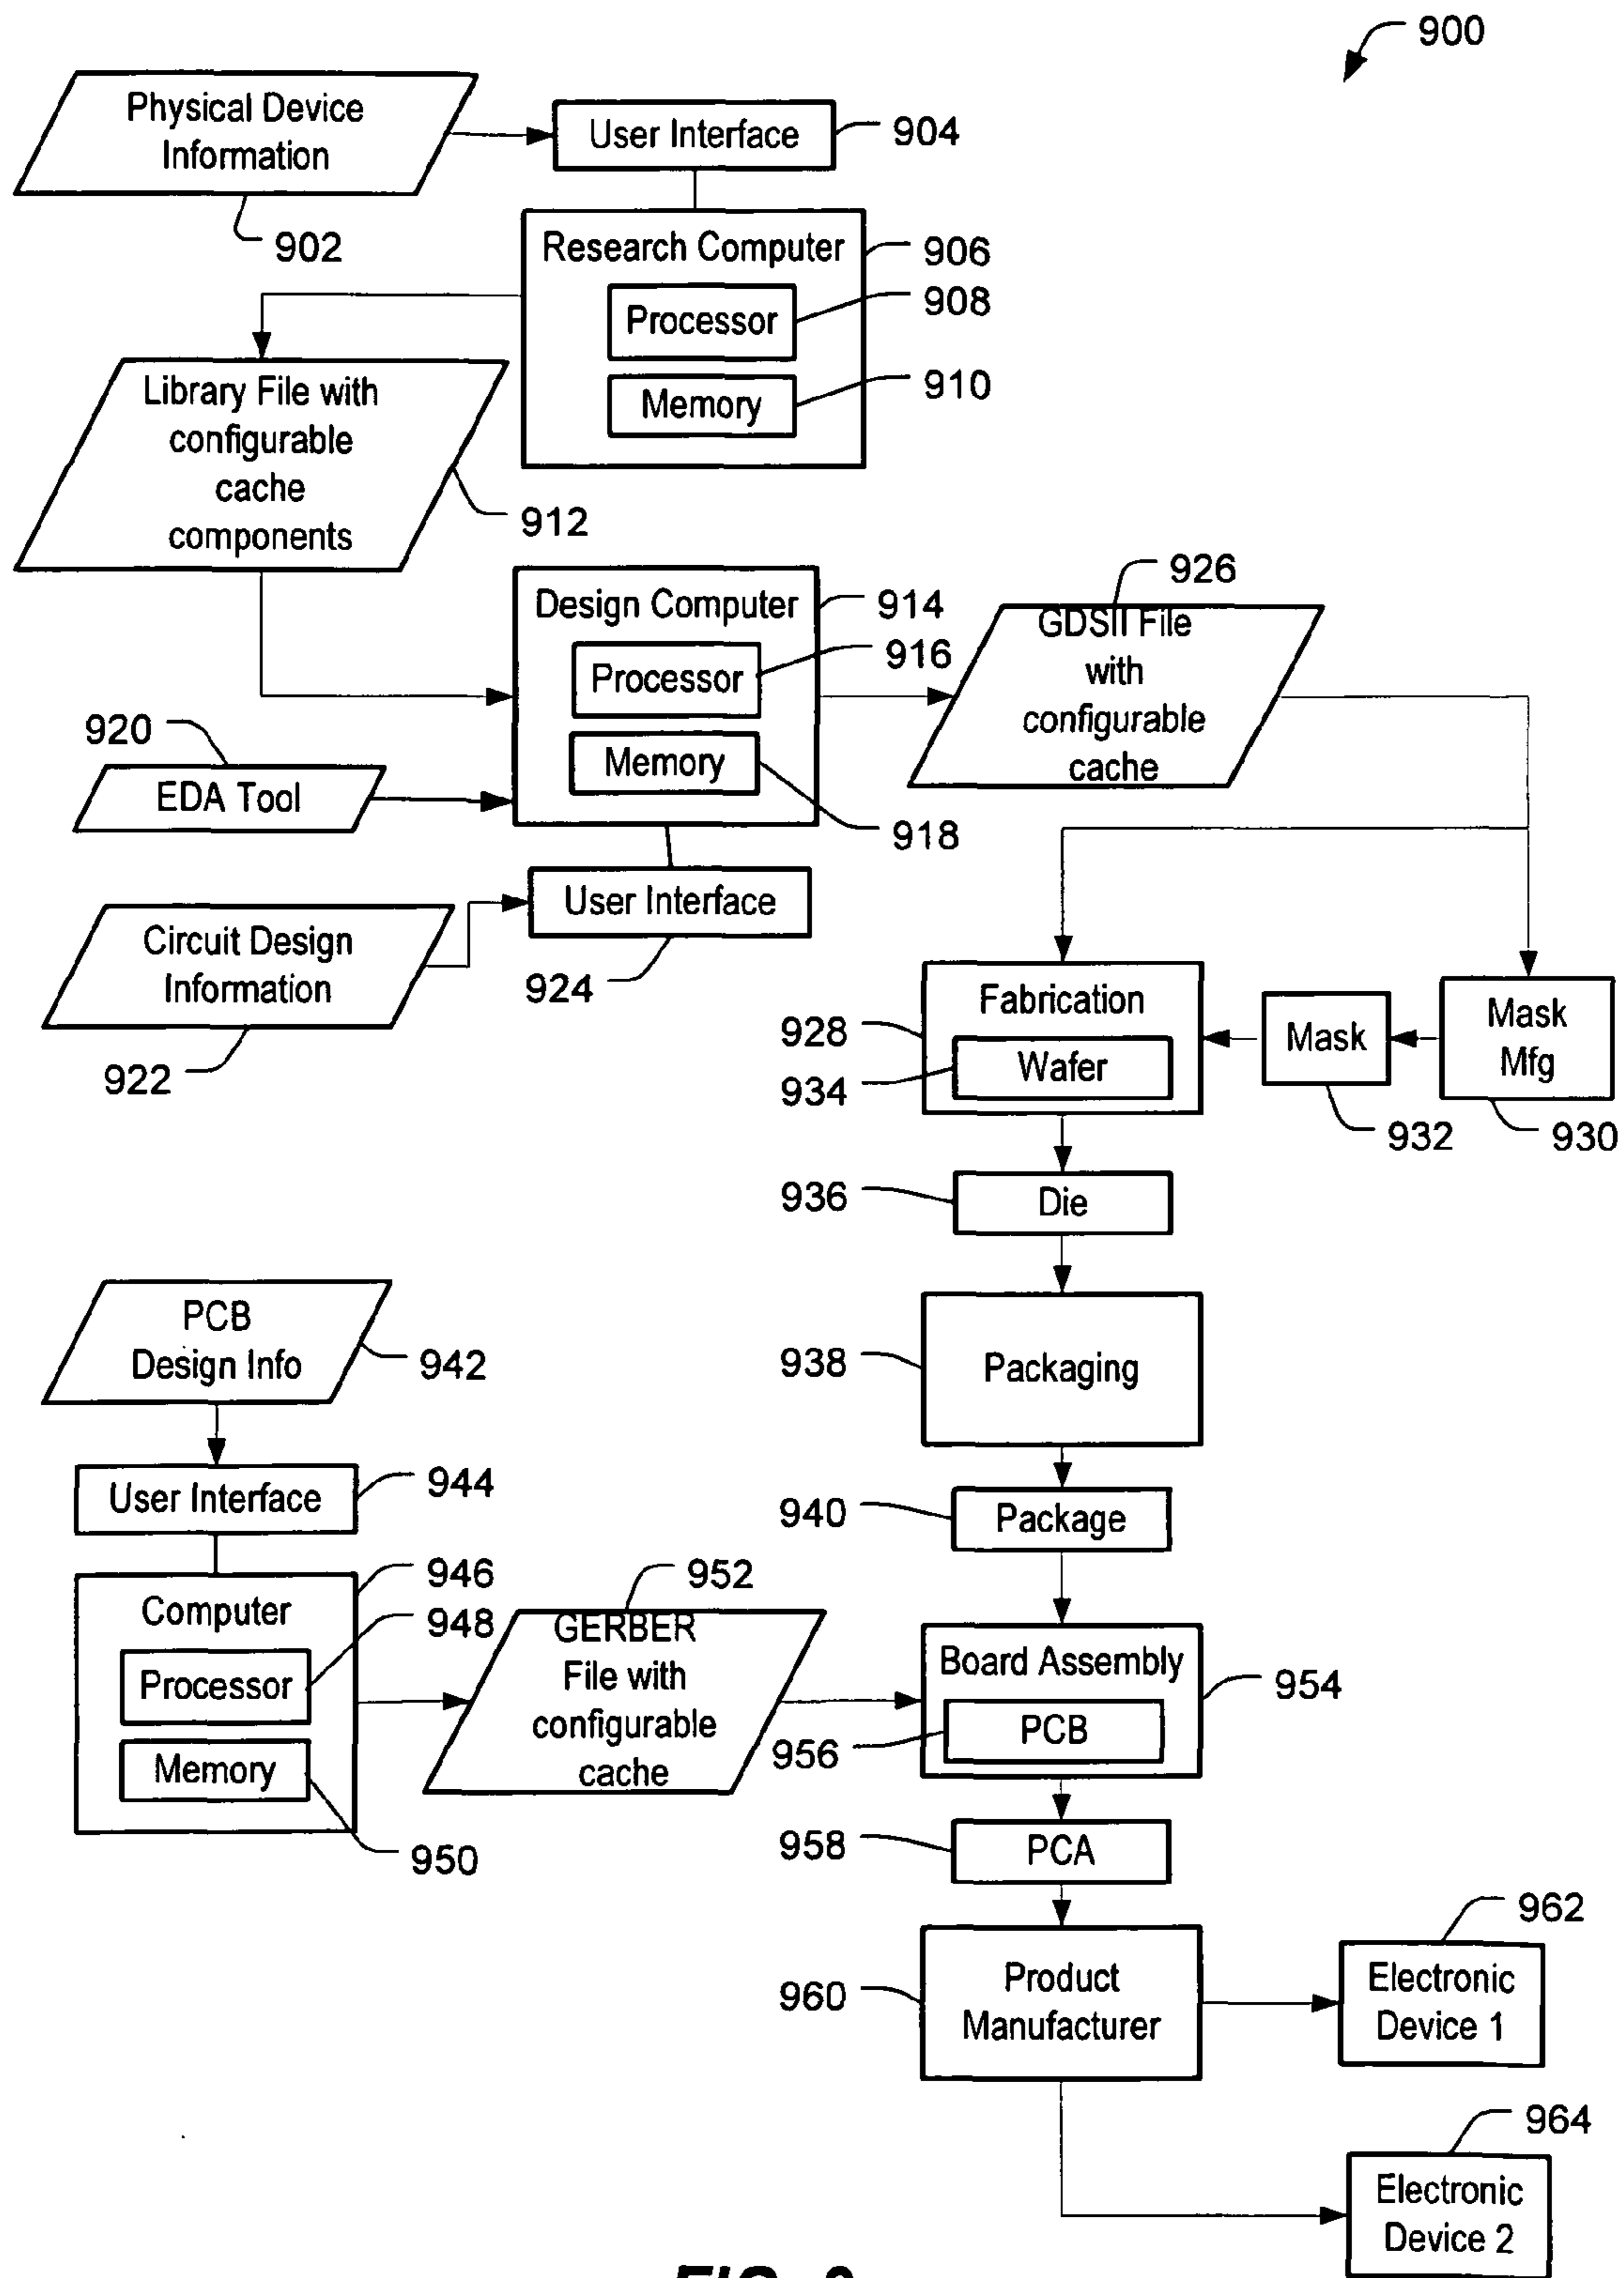 900
Physical Device
Information
902
User Interface
904
Research Computer
906
Processor
908
Memory
910
Library File with
configurable
cache
components
912
Design Computer
914
Processor
916
Memory
918
EDA Tool
920
Circuit Design
Information
922
User Interface
924
GDSII File
with
configurable
cache
926
Fabrication
928
Wafer
934
Mask
932
Mask
Mfg
930
Die
936
Packaging
938
Package
940
PCB
Design Info
942
User Interface
944
Computer
946
Processor
948
Memory
950
GERBER
File with
configurable
cache
952
Board Assembly
954
PCB
956
PCA
958
Product
Manufacturer
960
Electronic
Device 1
962
Electronic
Device 2
964